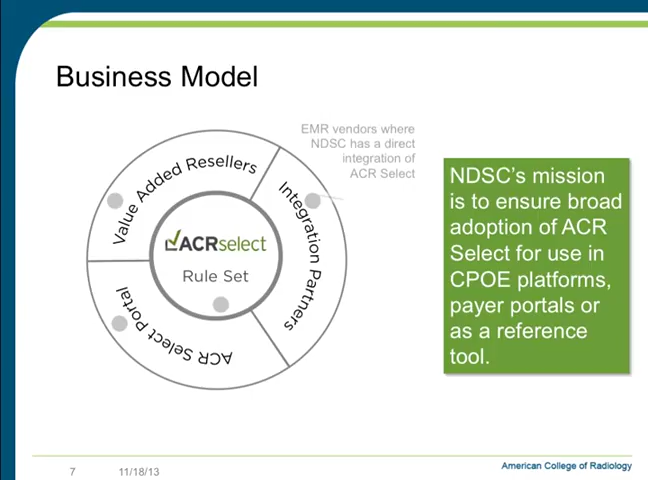 Business Model
EMR vendors where
NDSC has a direct
integration of
ACR Select
Value Added Resellers
Integration Partners
ACR Select Portal
ACRselect
Rule Set
NDSC's mission
is to ensure broad
adoption of ACR
Select for use in
CPOE platforms,
payer portals or
as a reference
tool.
7
11/18/13
American College of Radiology